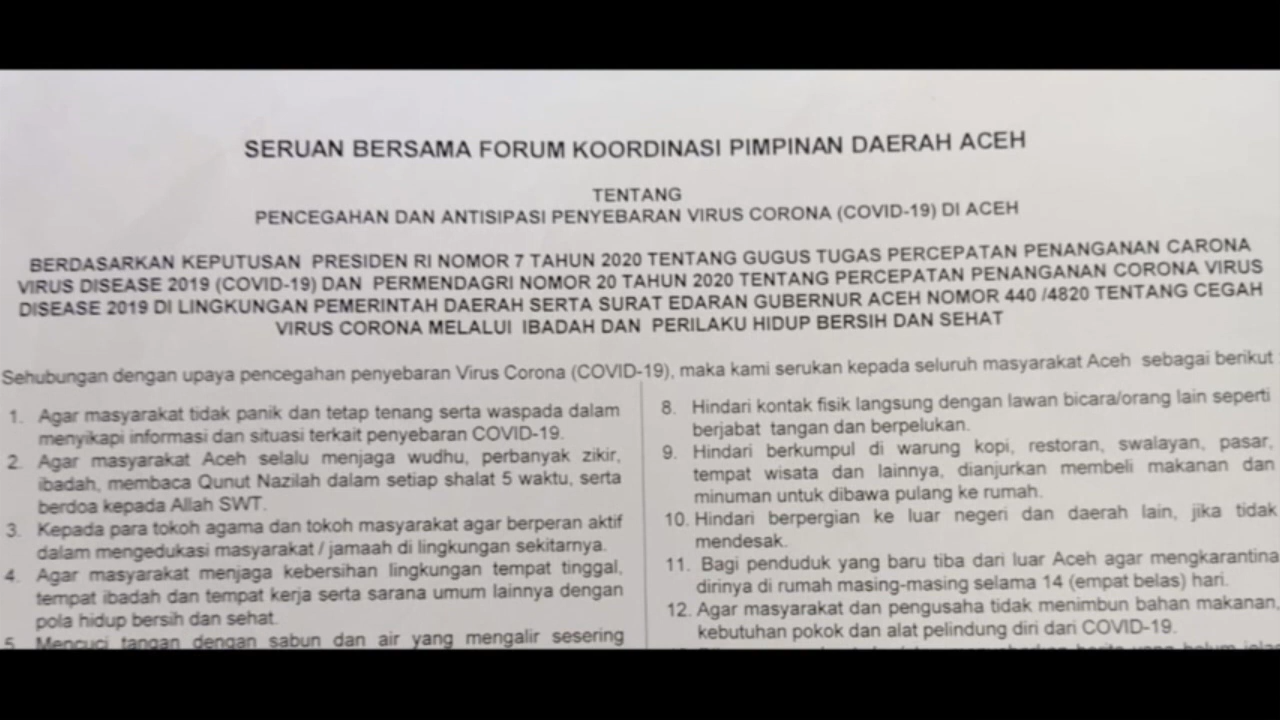 SERUAN BERSAMA FORUM KOORDINASI PIMPINAN DAERAH ACEH
TENTANG
PENCEGAHAN DAN ANTISIPASI PENYEBARAN VIRUS CORONA (COVID-19) DI ACEH
BERDASARKAN KEPUTUSAN PRESIDEN RI NOMOR 7 TAHUN 2020 TENTANG GUGUS TUGAS PERCEPATAN PENANGANAN CARONA
VIRUS DISEASE 2019 (COVID-19) DAN PERMENDAGRI NOMOR 20 TAHUN 2020 TENTANG PERCEPATAN PENANGANAN CORONA VIRUS
DISEASE 2019 DI LINGKUNGAN PEMERINTAH DAERAH SERTA SURAT EDARAN GUBERNUR ACEH NOMOR 440 /4820 TENTANG CEGAH
VIRUS CORONA MELALUI IBADAH DAN PERILAKU HIDUP BERSIH DAN SEHAT
Sehubungan dengan upaya pencegahan penyebaran Virus Corona (COVID-19), maka kami serukan kepada seluruh masyarakat Aceh sebagai berikut :
1. Agar masyarakat tidak panik dan tetap tenang serta waspada dalam
menyikapi informasi dan situasi terkait penyebaran COVID-19.
2. Agar masyarakat Aceh selalu menjaga wudhu, perbanyak zikir,
ibadah, membaca Qunut Nazilah dalam setiap shalat 5 waktu, serta
berdoa kepada Allah SWT.
3. Kepada para tokoh agama dan tokoh masyarakat agar berperan aktif
dalam mengedukasi masyarakat / jamaah di lingkungan sekitarnya.
4. Agar masyarakat menjaga kebersihan lingkungan tempat tinggal,
tempat ibadah dan tempat kerja serta sarana umum lainnya dengan
pola hidup bersih dan sehat.
5. Mencuci tangan dengan sabun dan air yang mengalir sesering
8. Hindari kontak fisik langsung dengan lawan bicara/orang lain seperti
berjabat tangan dan berpelukan.
9. Hindari berkumpul di warung kopi, restoran, swalayan, pasar,
tempat wisata dan lainnya, dianjurkan membeli makanan dan
minuman untuk dibawa pulang ke rumah.
10. Hindari berpergian ke luar negeri dan daerah lain, jika tidak
mendesak.
11. Bagi penduduk yang baru tiba dari luar Aceh agar mengkarantina
dirinya di rumah masing-masing selama 14 (empat belas) hari.
12. Agar masyarakat dan pengusaha tidak menimbun bahan makanan,
kebutuhan pokok dan alat pelindung diri dari COVID-19.